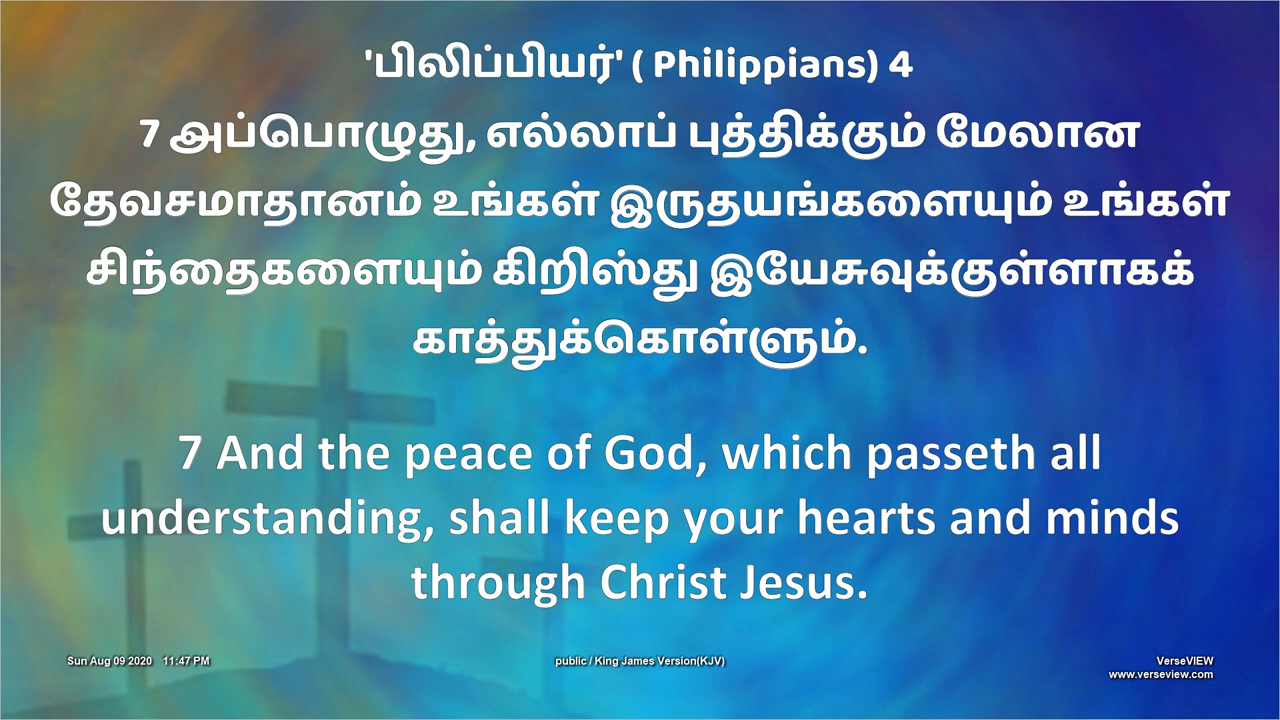 'பிலிப்பியர்' ( Philippians) 4
7 அப்பொழுது, எல்லாப் புத்திக்கும் மேலான
தேவசமாதானம் உங்கள் இருதயங்களையும் உங்கள்
சிந்தைகளையும் கிறிஸ்து இயேசுவுக்குள்ளாகக்
காத்துக்கொள்ளும்.
7 And the peace of God, which passeth all
understanding, shall keep your hearts and minds
through Christ Jesus.
Sun Aug 09 2020 11:47 PM
public / King James Version(KJV)
VerseVIEW
www.verseview.com